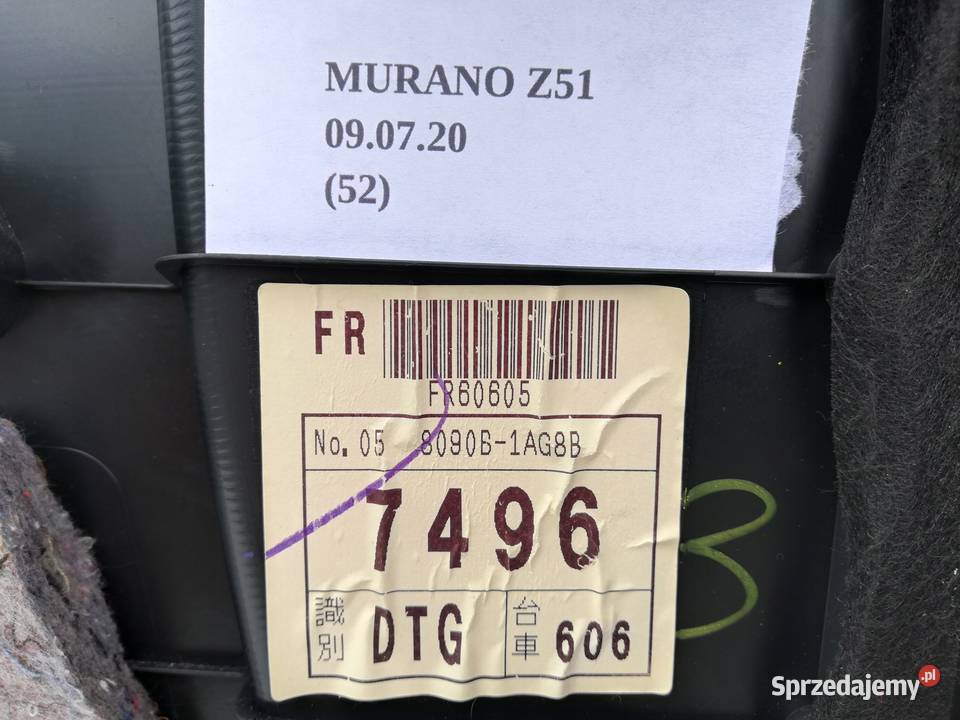 MURANO Z51
09.07.20
(52)
FR
FR60605
No. 05 8090B-1AG8B
7496
識別 DTG 台車 606
3
Sprzedajemy.pl